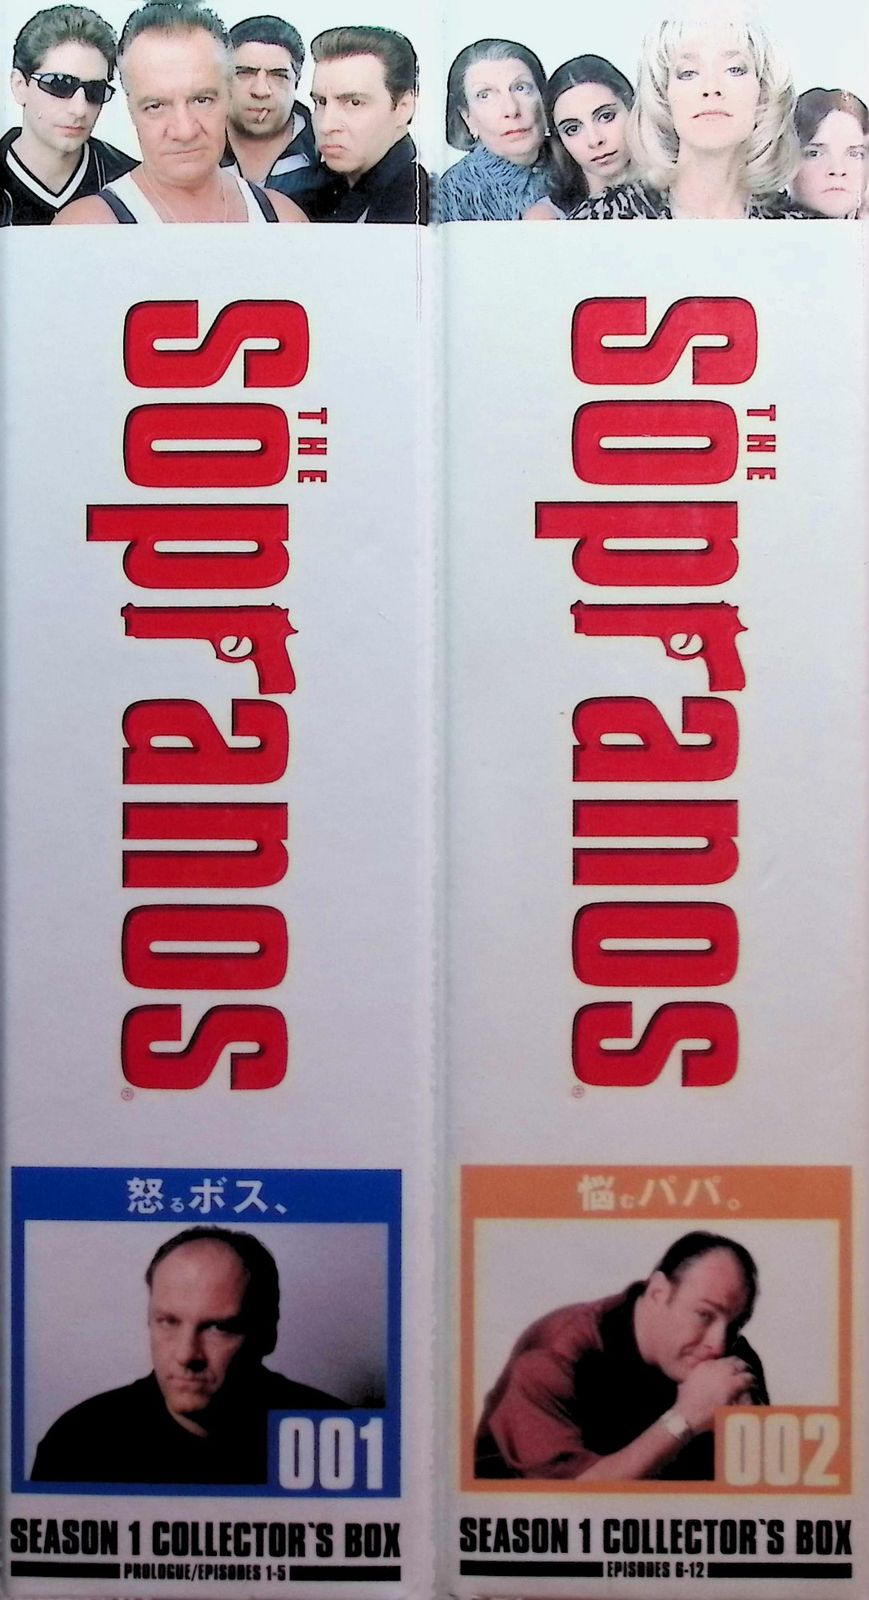 THE
Sopranos
®
怒るボス、
001
SEASON 1 COLLECTOR'S BOX
PROLOGUE/EPISODES 1-5
THE
Sopranos
®
悩むパパ。
002
SEASON 1 COLLECTOR'S BOX
EPISODES 6-12